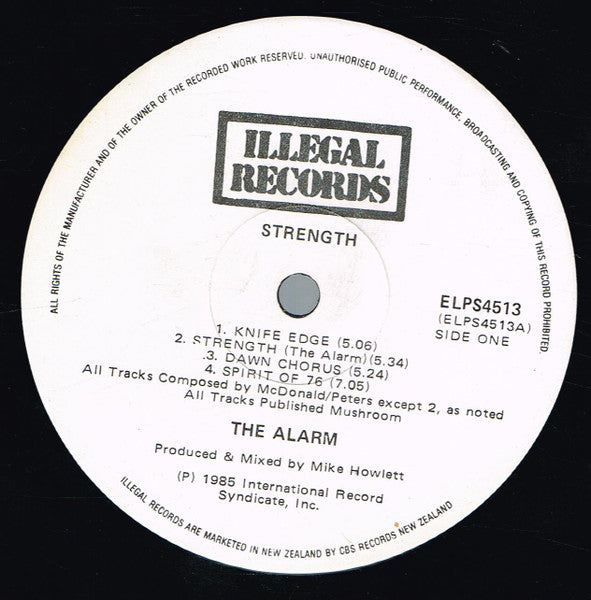 ALL RIGHTS OF THE MANUFACTURER AND OF THE OWNER OF THE RECORDED WORK RESERVED. UNAUTHORISED PUBLIC PERFORMANCE, BROADCASTING AND COPYING OF THIS RECORD PROHIBITED.
ILLEGAL
RECORDS
STRENGTH
ELPS4513
(ELPS4513A)
SIDE ONE
1. KNIFE EDGE (5.06)
2. STRENGTH (The Alarm)(5.34)
.3. DAWN CHORUS (5.24)
4. SPIRIT OF 76 (7.05)
All Tracks Composed by McDonald/Peters except 2, as noted
All Tracks Published Mushroom
THE ALARM
Produced & Mixed by Mike Howlett
(P) 1985 International Record
Syndicate, Inc.
ILLEGAL RECORDS ARE MARKETED IN NEW ZEALAND BY CBS RECORDS NEW ZEALAND